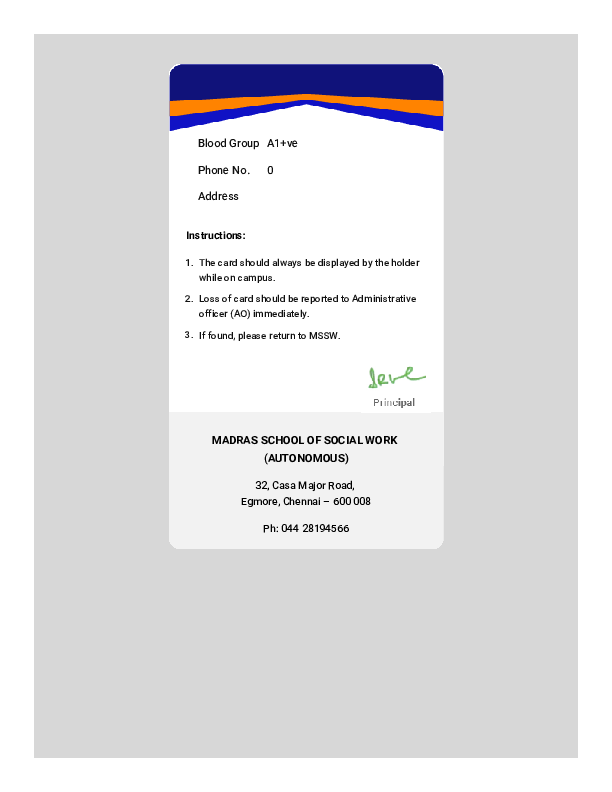 Blood Group A1+ve
Phone No. 0
Address
Instructions:
1. The card should always be displayed by the holder
while on campus.
2. Loss of card should be reported to Administrative
officer (AO) immediately.
3. If found, please return to MSSW.
Principal
MADRAS SCHOOL OF SOCIAL WORK
(AUTONOMOUS)
32, Casa Major Road,
Egmore, Chennai – 600 008
Ph: 044 28194566